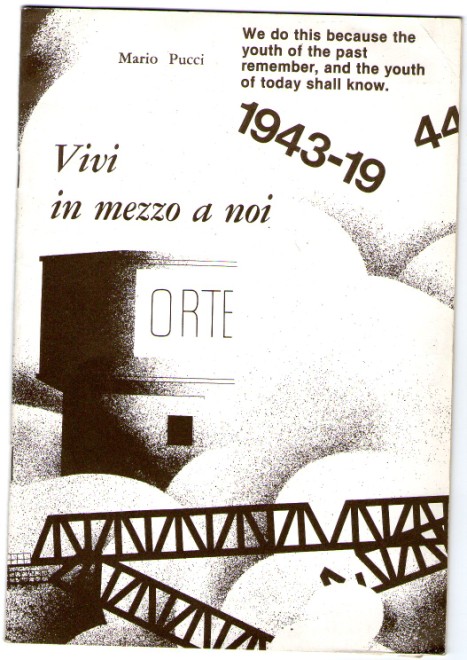 Mario Pucci
We do this because the
youth of the past
remember, and the youth
of today shall know.
1943-19
44
Vivi
in mezzo a noi
ORTE